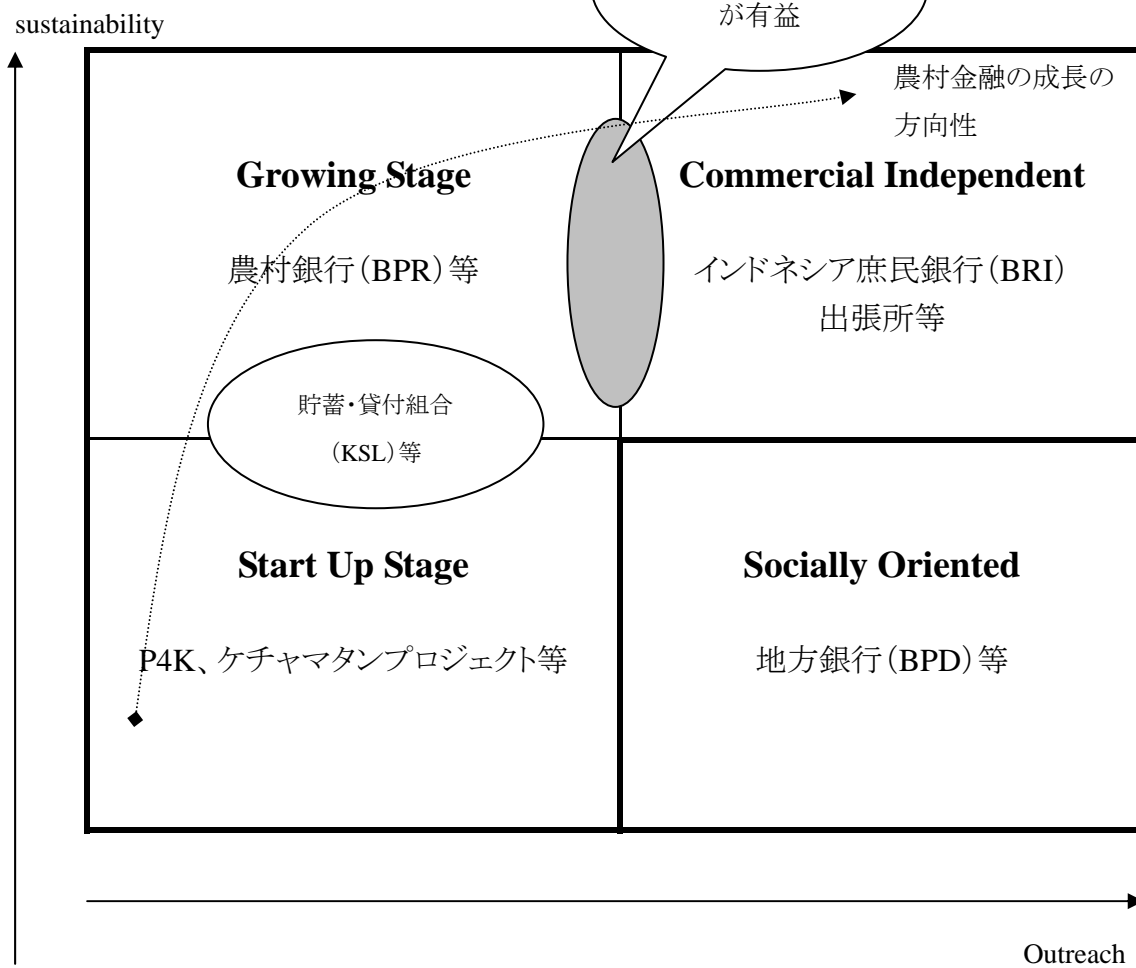 が有益
sustainability
農村金融の成長の
方向性
Growing Stage
Commercial Independent
農村銀行（BPR）等
インドネシア庶民銀行（BRI）
出張所等
貯蓄・貸付組合
（KSL）等
Start Up Stage
Socially Oriented
P4K、ケチャマタンプロジェクト等
地方銀行（BPD）等
Outreach